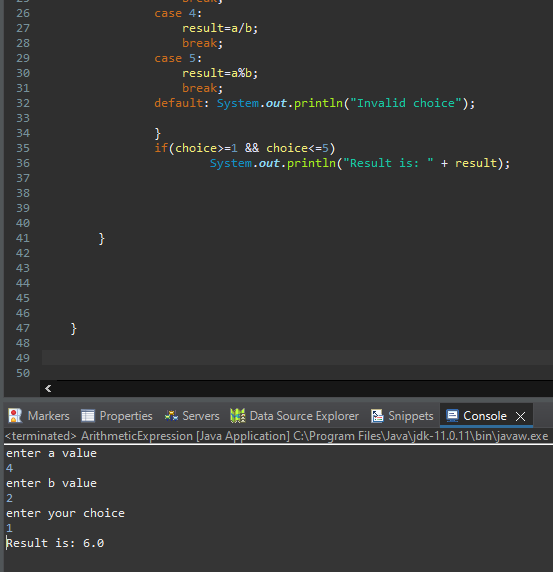 25 break;
26 case 4:
27 result=a/b;
28 break;
29 case 5:
30 result=a%b;
31 break;
32 default: System.out.println("Invalid choice");
33
34 }
35 if(choice>=1 && choice<=5)
36 System.out.println("Result is: " + result);
37
38
39
40
41 }
42
43
44
45
46
47 }
48
49
50
Markers Properties Servers Data Source Explorer Snippets Console
<terminated> ArithmeticExpression [Java Application] C:\Program Files\Java\jdk-11.0.11\bin\javaw.exe
enter a value
4
enter b value
2
enter your choice
1
Result is: 6.0